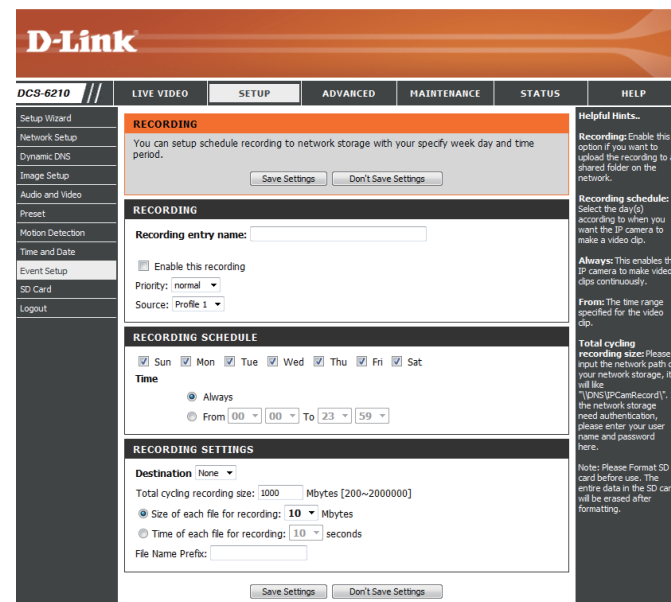 D-Link
DCS-6210
LIVE VIDEO
SETUP
ADVANCED
MAINTENANCE
STATUS
HELP
Setup Wizard
Network Setup
Dynamic DNS
Image Setup
Audio and Video
Preset
Motion Detection
Time and Date
Event Setup
SD Card
Logout
RECORDING
You can setup schedule recording to network storage with your specify week day and time
period.
Save Settings
Don't Save Settings
RECORDING
Recording entry name:
Enable this recording
Priority: normal
Source: Profile 1
RECORDING SCHEDULE
Sun Mon Tue Wed Thu Fri Sat
Time
Always
From 00 00 To 23 59
RECORDING SETTINGS
Destination None
Total cycling recording size: 1000 Mbytes [200~2000000]
Size of each file for recording: 10 Mbytes
Time of each file for recording: 10 seconds
File Name Prefix:
Save Settings
Don't Save Settings
Helpful Hints..
Recording: Enable this
option if you want to
upload the recording to
shared folder on the
network.
Recording schedule:
Select the day(s)
according to when you
want the IP camera to
make a video clip.
Always: This enables
IP camera to make video
clips continuously.
From: The time range
specified for the video
clip.
Total cycling
recording size: Please
input the network path
your network storage, it
will like
"\\DNS\IPCamRecord\".
the network storage
need authentication,
please enter your user
name and password
here.
Note: Please Format SD
card before use. The
entire data in the SD
will be erased after
formatting.